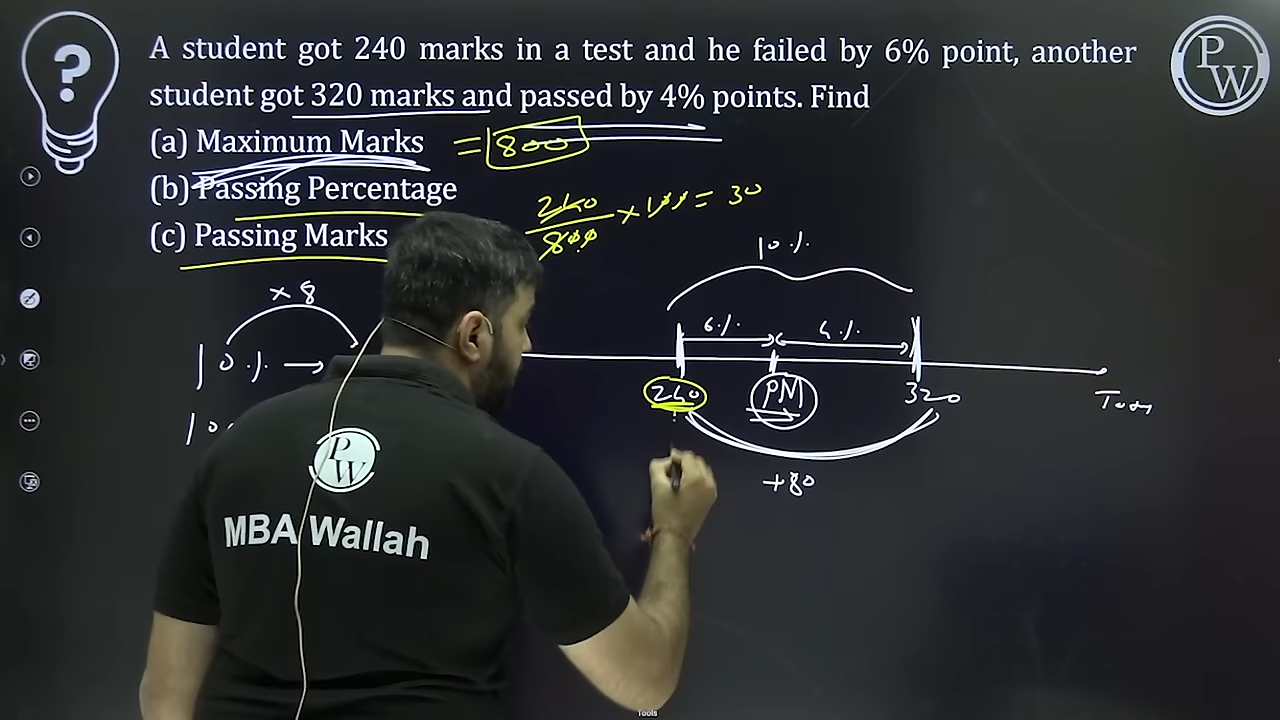 A student got 240 marks in a test and he failed by 6% point, another
student got 320 marks and passed by 4% points. Find
(a) Maximum Marks = 800
(b) Passing Percentage
240/800 × 100 = 30
(c) Passing Marks
P W
10%
× 8
6% 4%
10% →
240 PM 320
+80
P W
MBA Wallah
Tools